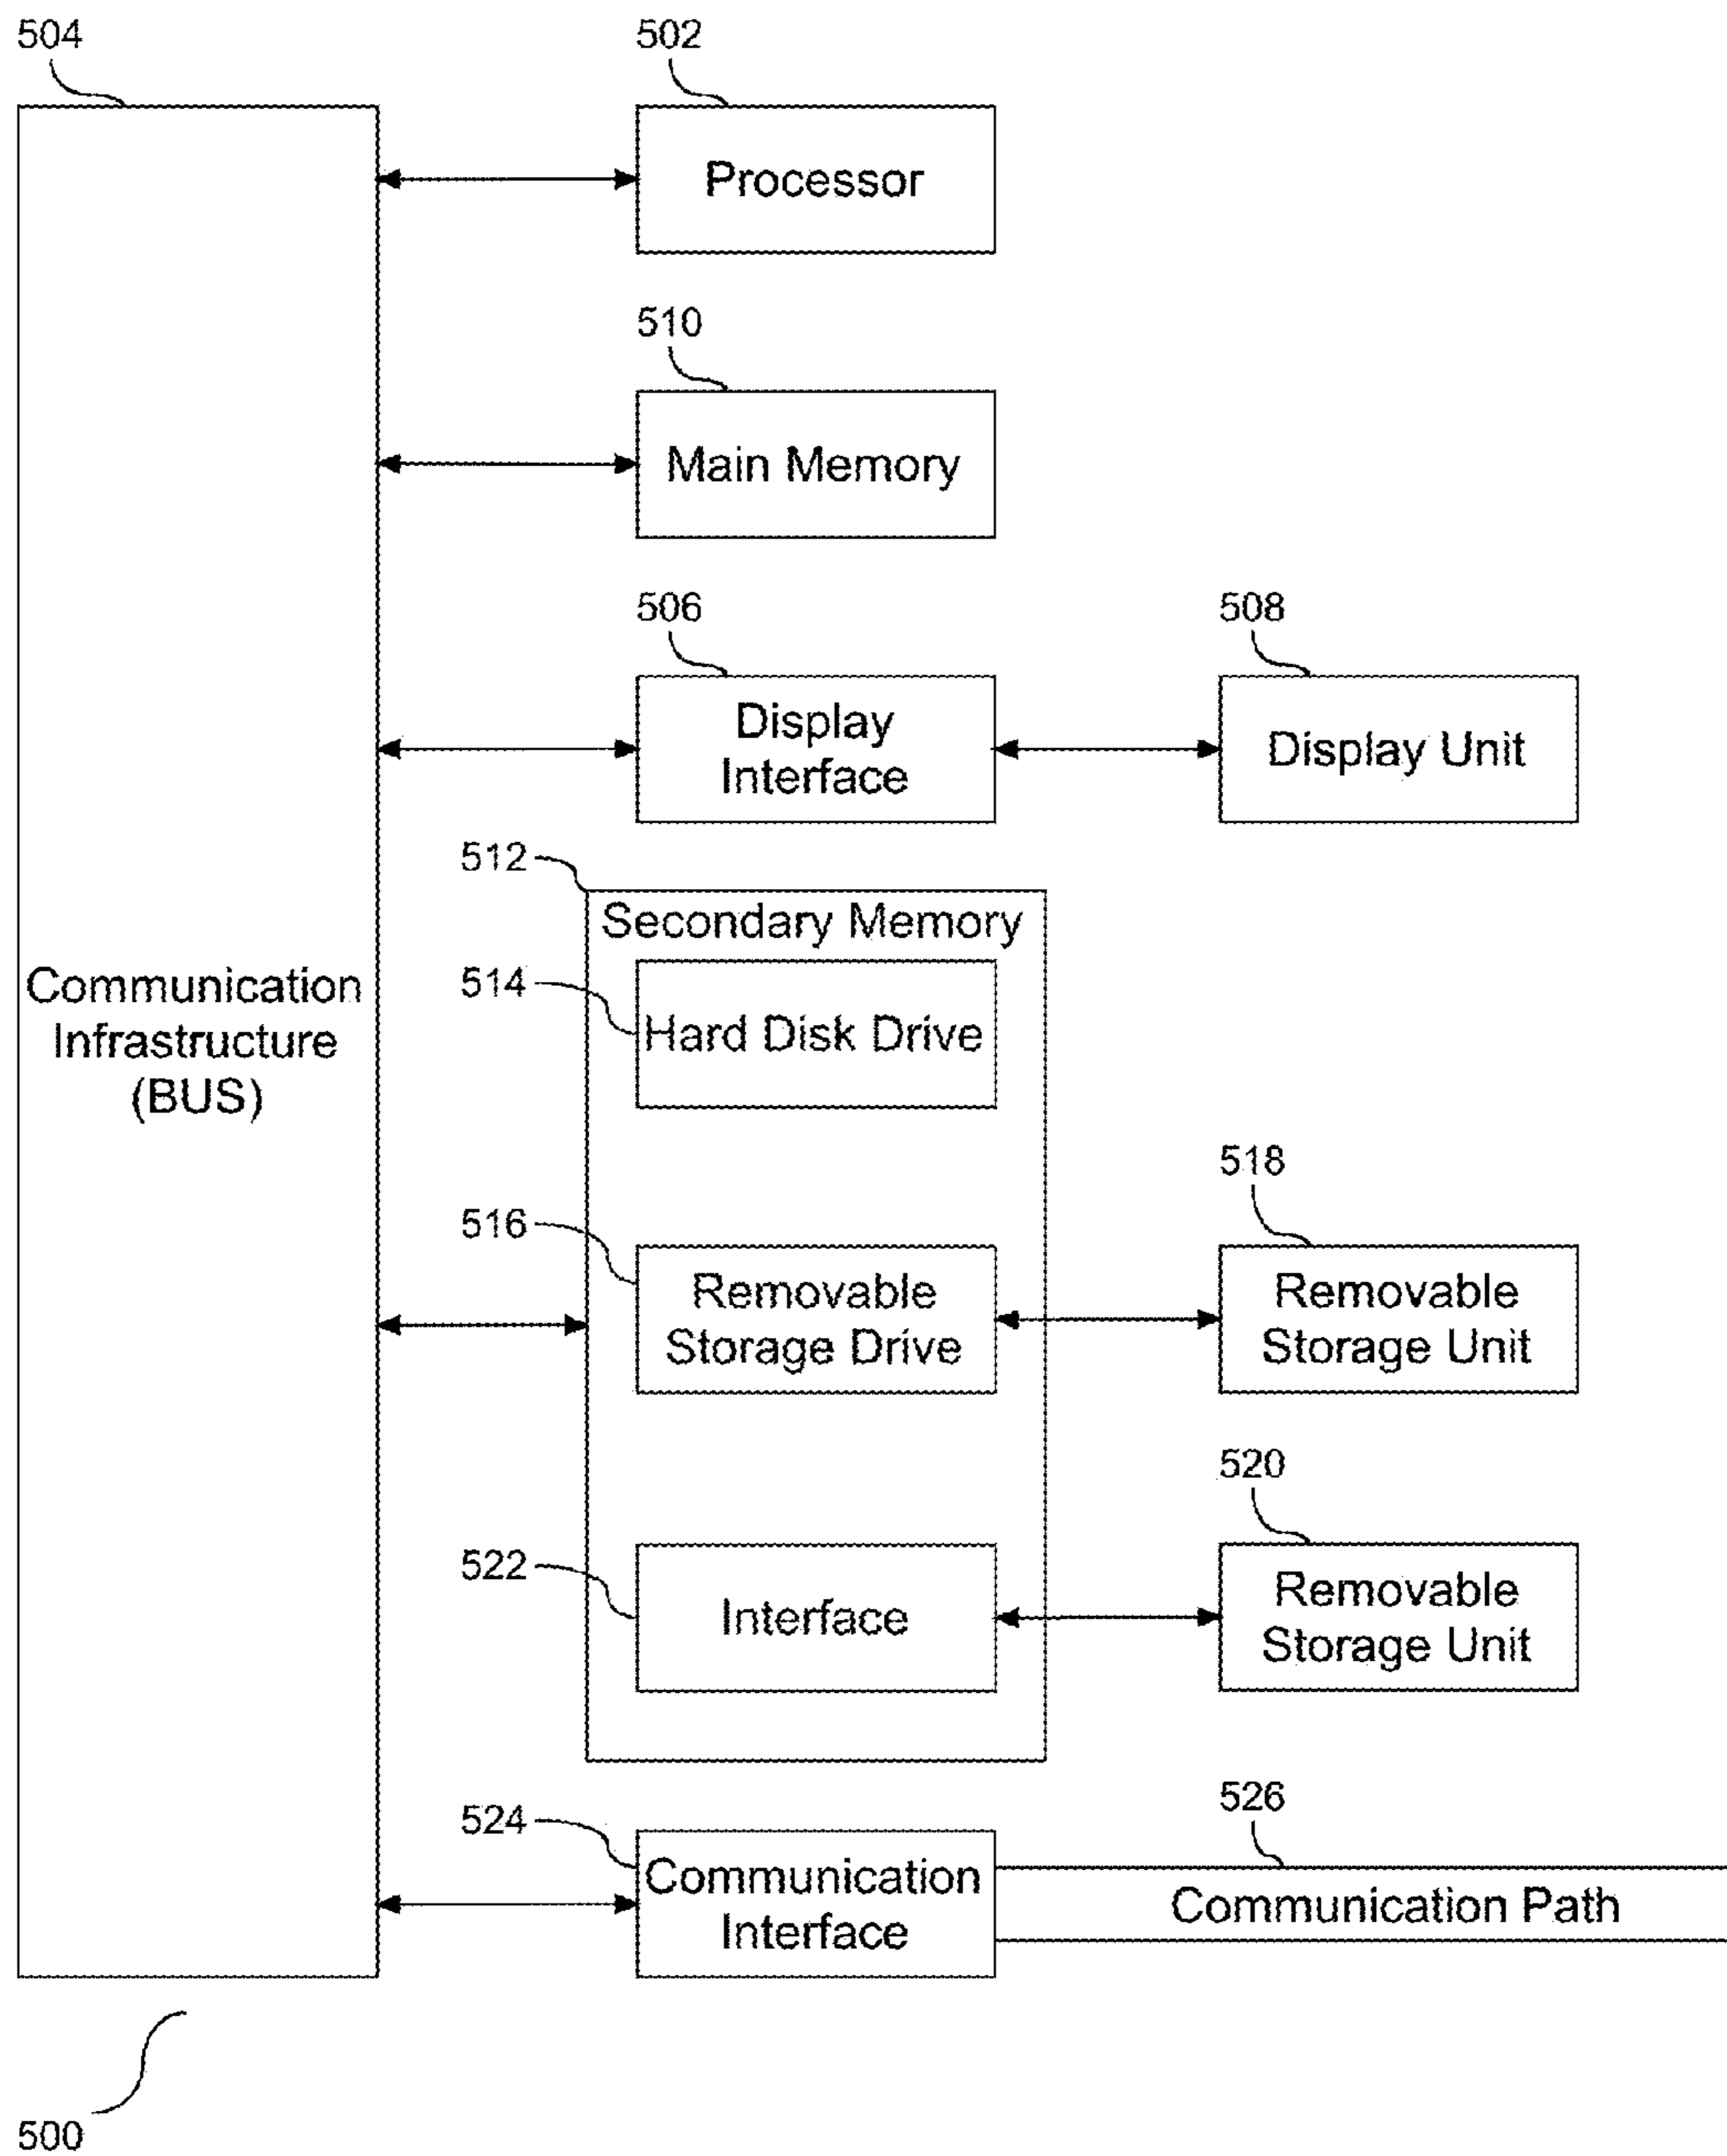 504
502
Processor
510
Main Memory
506
508
Display
Interface
Display Unit
512
Secondary Memory
514
Hard Disk Drive
Communication
Infrastructure
(BUS)
516
518
Removable
Storage Drive
Removable
Storage Unit
520
522
Interface
Removable
Storage Unit
524
526
Communication
Interface
Communication Path
500